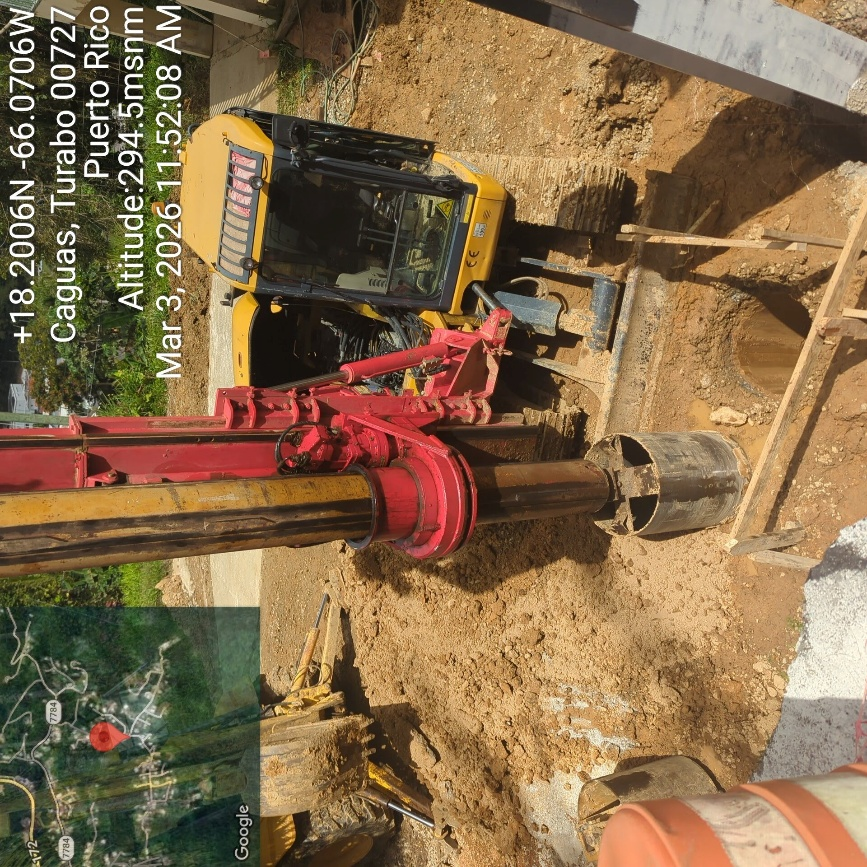 +18.2006N -66.0706W
Caguas, Turabo 00727
Puerto Rico
Altitude:294.5msnm
Mar 3, 2026 11:52:08 AM
7784
7784
Google
CE